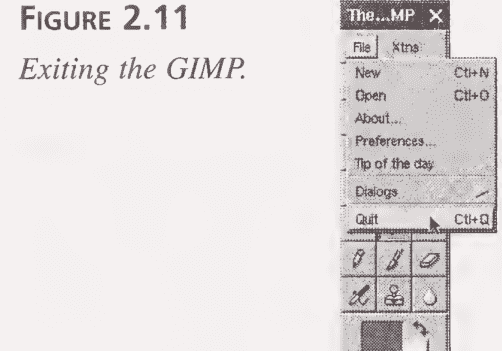 FIGURE 2.11
Exiting the GIMP.
The...MP X
File Xtns
New Ctl+N
Open Ctl+O
About...
Preferences...
Tip of the day
Dialogs
Quit Ctl+Q